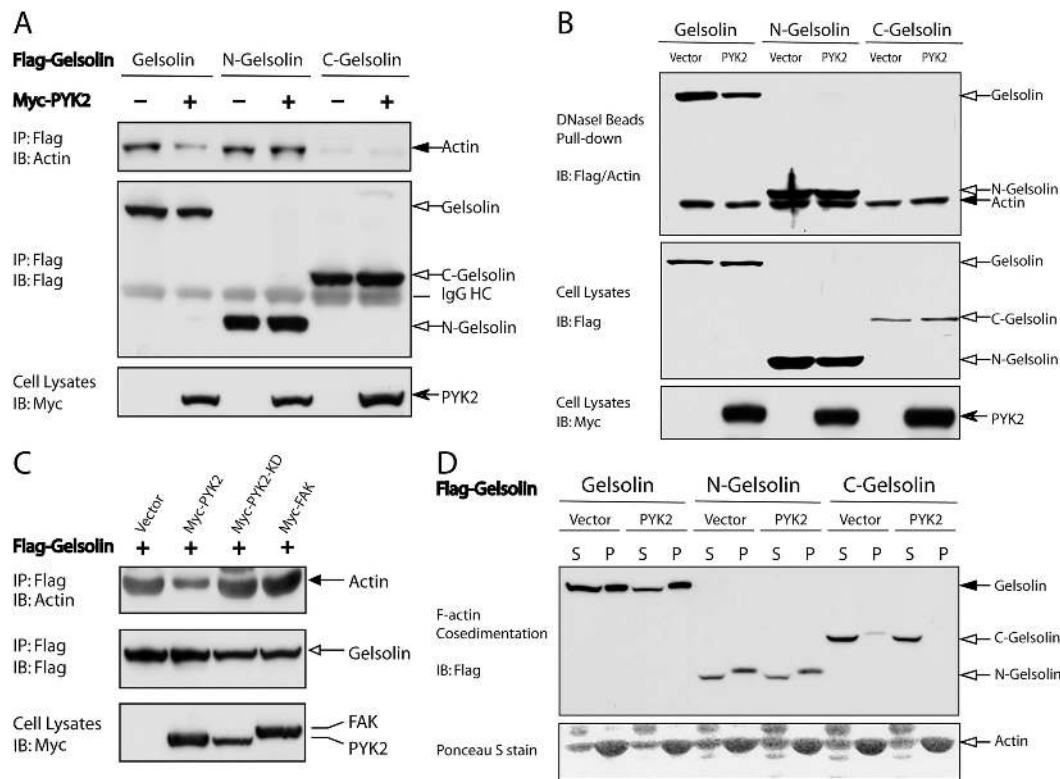 A
Flag-Gelsolin Gelsolin N-Gelsolin C-Gelsolin
Myc-PYK2 – + – + – +
IP: Flag
IB: Actin
Actin
IP: Flag
IB: Flag
Gelsolin
C-Gelsolin
IgG HC
N-Gelsolin
Cell Lysates
IB: Myc
PYK2
B
Gelsolin N-Gelsolin C-Gelsolin
Vector PYK2 Vector PYK2 Vector PYK2
DNaseI Beads
Pull-down
IB: Flag/Actin
Gelsolin
N-Gelsolin
Actin
Cell Lysates
IB: Flag
Gelsolin
C-Gelsolin
N-Gelsolin
Cell Lysates
IB: Myc
PYK2
C
Vector Myc-PYK2 Myc-PYK2-KD Myc-FAK
Flag-Gelsolin + + + +
IP: Flag
IB: Actin
Actin
IP: Flag
IB: Flag
Gelsolin
Cell Lysates
IB: Myc
FAK
PYK2
D
Flag-Gelsolin Gelsolin N-Gelsolin C-Gelsolin
Vector PYK2 Vector PYK2 Vector PYK2
S P S P S P S P S P S P
F-actin
Cosedimentation
IB: Flag
Gelsolin
C-Gelsolin
N-Gelsolin
Ponceau S stain
Actin